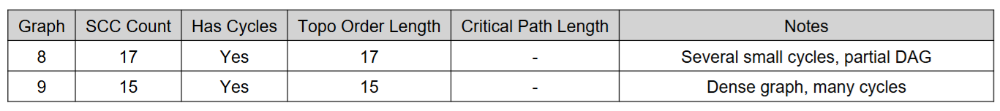 Graph SCC Count Has Cycles Topo Order Length Critical Path Length Notes
8 17 Yes 17 - Several small cycles, partial DAG
9 15 Yes 15 - Dense graph, many cycles